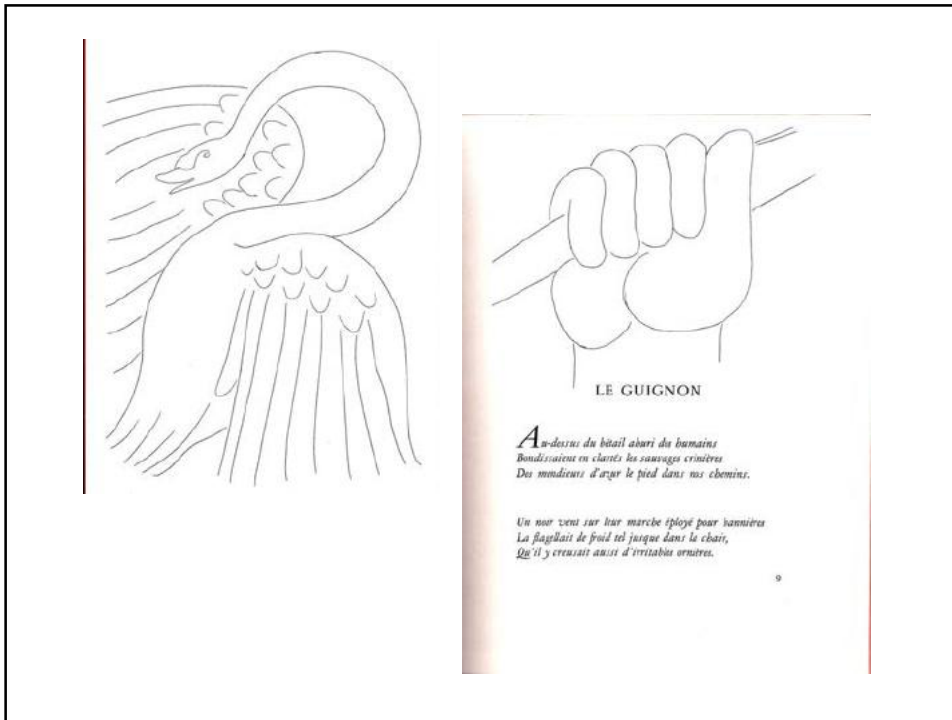 LE GUIGNON
Au-dessus du bétail ahuri des humains
Bondissaient en clartés les sauvages crinières
Des mendieurs d'azur le pied dans nos chemins.
Un noir vent sur leur marche éployé pour bannières
La flagellait de froid tel jusque dans la chair,
Qu'il y creusait aussi d'irritables ornières.
9